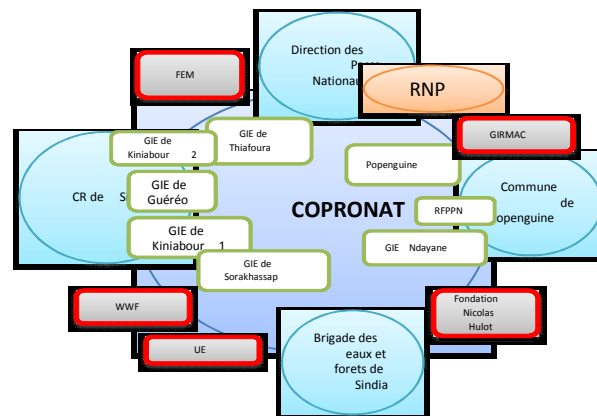 Direction des
Nationau
FEM
RNP
GIE de
Thiafoura
GIE de
Kiniabour 2
GIRMAC
Popenguine
GIE de
Guéréo
CR de
Commune
de
openguine
COPRONAT
RFPPN
GIE de
Kiniabour 1
GIE Ndayane
GIE de
Sorakhassap
WWF
Fondation
Nicolas
Hulot
UE
Brigade des
eaux et
forets de
Sindia